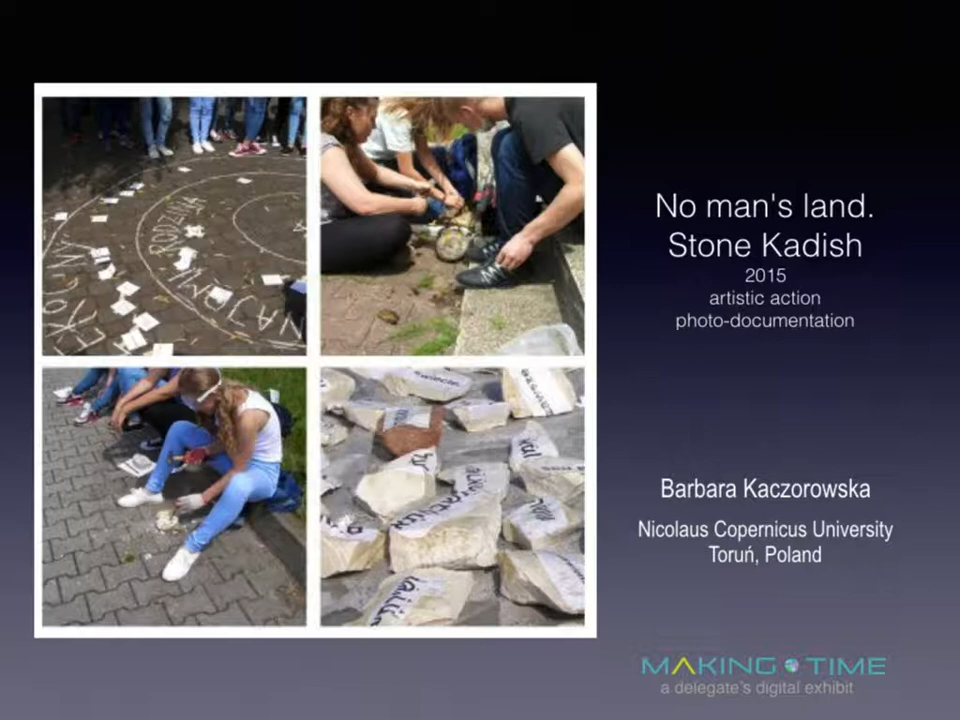 No man's land.
Stone Kadish
2015
artistic action
photo-documentation
Barbara Kaczorowska
Nicolaus Copernicus University
Toruń, Poland
MAKING TIME
a delegate's digital exhibit
RODZINA